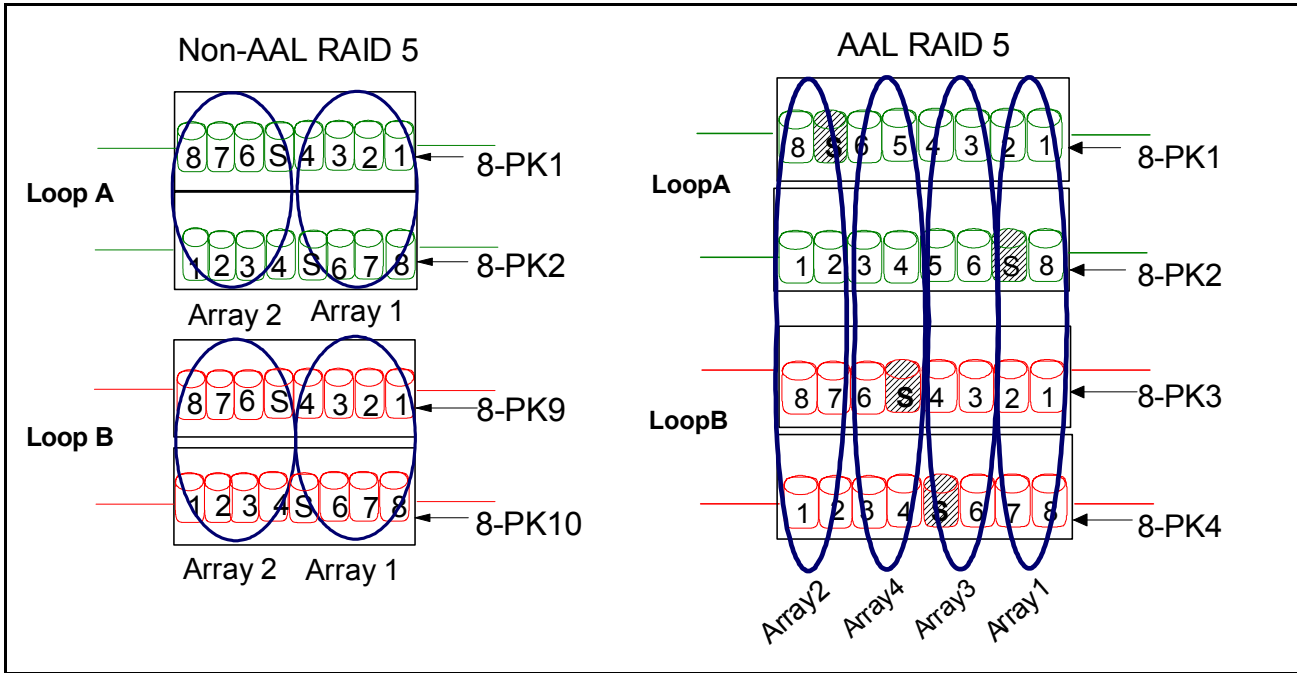 Non-AAL RAID 5
8 7 6 S 4 3 2 1
8-PK1
Loop A
1 2 3 4 S 6 7 8
8-PK2
Array 2 Array 1
8 7 6 S 4 3 2 1
8-PK9
Loop B
1 2 3 4 S 6 7 8
8-PK10
Array 2 Array 1
AAL RAID 5
8 S 6 5 4 3 2 1
8-PK1
LoopA
1 2 3 4 5 6 S 8
8-PK2
8 7 6 S 4 3 2 1
8-PK3
LoopB
1 2 3 4 S 6 7 8
8-PK4
Array2 Array4 Array3 Array1